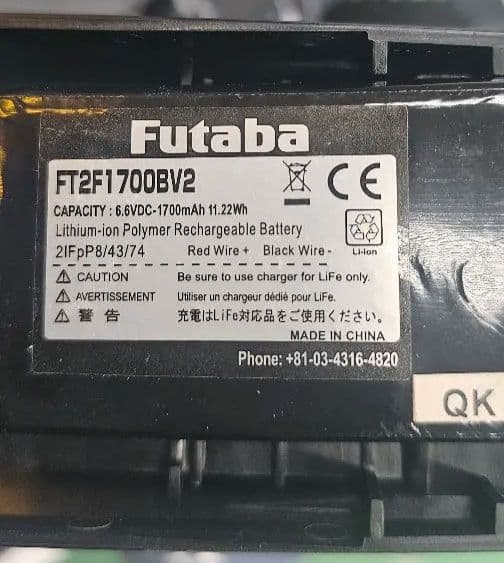 Futaba
FT2F1700BV2
CAPACITY : 6.6VDC-1700mAh 11.22Wh
Lithium-ion Polymer Rechargeable Battery
2IFpP8/43/74 Red Wire + Black Wire -
Li-ion
CAUTION Be sure to use charger for LiFe only.
AVERTISSEMENT Utiliser un chargeur dédié pour LiFe.
警 告 充電はLiFe対応品をご使用ください。
MADE IN CHINA
Phone: +81-03-4316-4820
QK